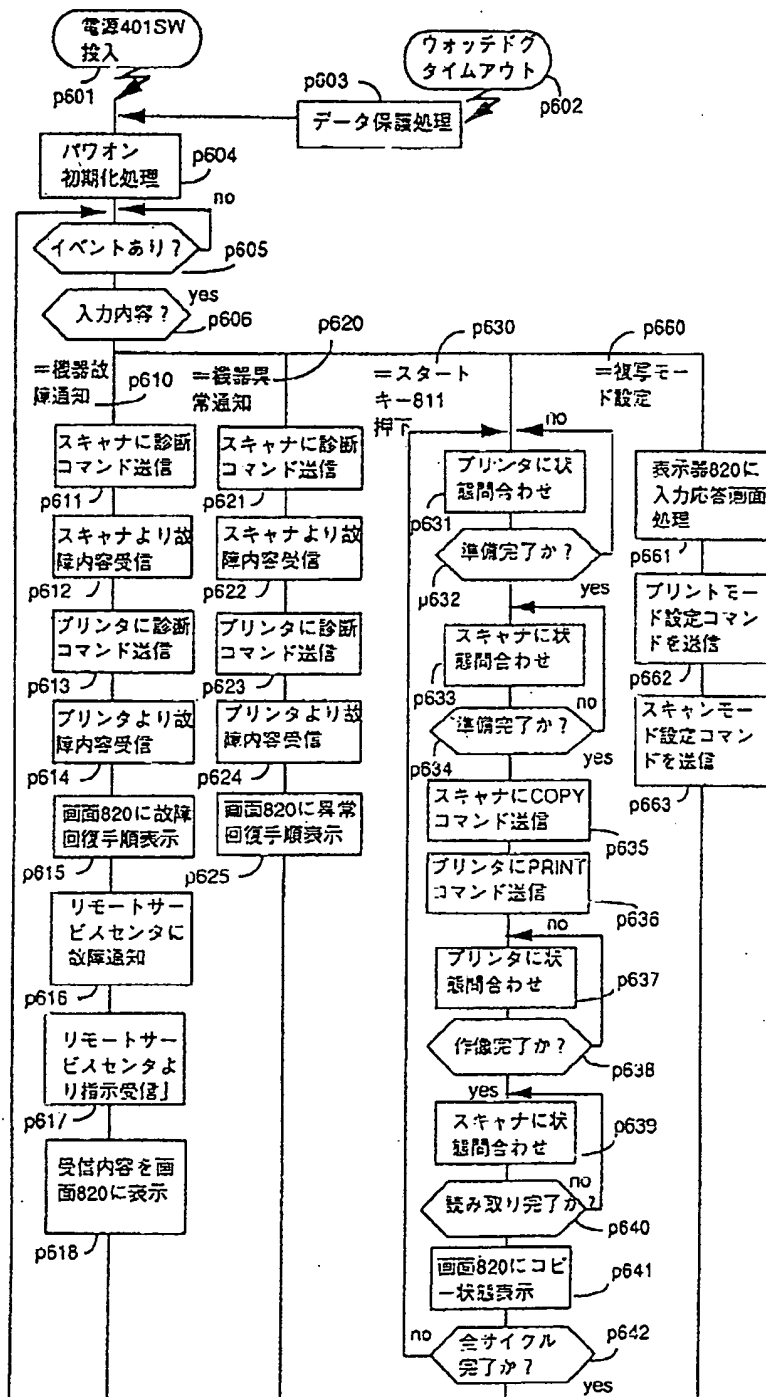 電源401SW
投入
p601
ウォッチドグ
タイムアウト
p602
p603
データ保護処理
パワオン
初期化処理
p604
no
イベントあり？
p605
yes
入力内容？
p606
＝機器故
障通知
p610
スキャナに診断
コマンド送信
p611
スキャナより故
障内容受信
p612
プリンタに診断
コマンド送信
p613
プリンタより故
障内容受信
p614
画面820に故障
回復手順表示
p615
リモートサー
ビスセンタに
故障通知
p616
リモートサー
ビスセンタよ
り指示受信」
p617
受信内容を画
面820に表示
p618
p620
＝機器異
常通知
スキャナに診断
コマンド送信
p621
スキャナより故
障内容受信
p622
プリンタに診断
コマンド送信
p623
プリンタより故
障内容受信
p624
画面820に異常
回復手順表示
p625
p630
＝スタート
キー811
押下
no
プリンタに状
態問合わせ
p631
準備完了か？
p632
yes
スキャナに状
態問合わせ
p633
no
準備完了か？
p634
yes
スキャナにCOPY
コマンド送信
p635
プリンタにPRINT
コマンド送信
p636
no
プリンタに状
態問合わせ
p637
作像完了か？
p638
yes
スキャナに状
態問合わせ
p639
no
読み取り完了か？
p640
画面820にコピ
ー状態表示
p641
no
全サイクル
完了か？
p642
yes
p660
＝複写モー
ド設定
表示器820に
入力応答画面
処理
p661
プリントモー
ド設定コマン
ドを送信
p662
スキャンモー
ド設定コマン
ドを送信
p663